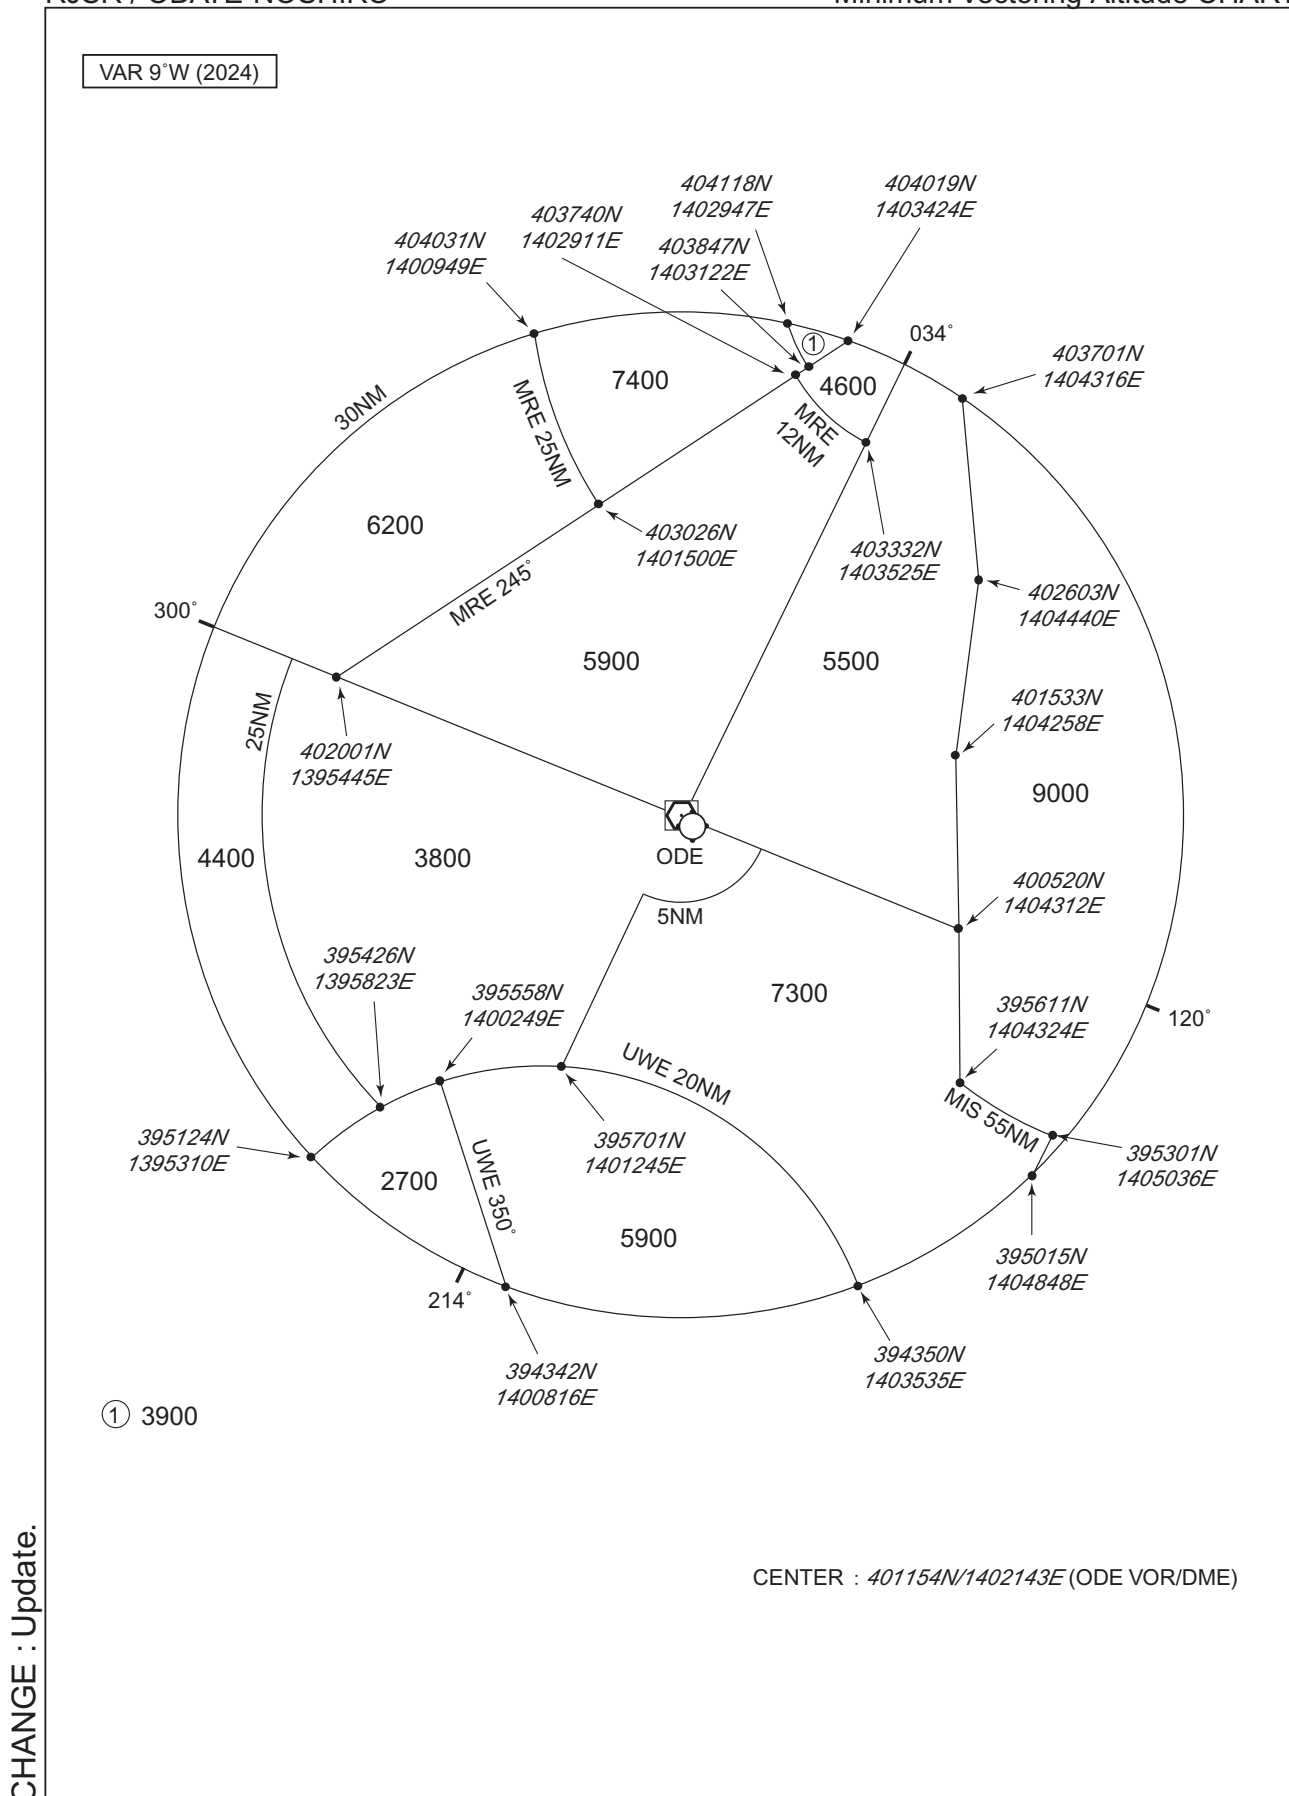 VAR 9˚W (2024)
404118N
1402947E
404019N
1403424E
403740N
1402911E
403847N
1403122E
404031N
1400949E
034˚
403701N
1404316E
①
7400
4600
30NM
MRE 25NM
MRE
12NM
6200
403026N
1401500E
403332N
1403525E
MRE 245˚
402603N
1404440E
300˚
5900
5500
25NM
401533N
1404258E
402001N
1395445E
9000
ODE
4400
3800
400520N
1404312E
5NM
395426N
1395823E
395558N
1400249E
7300
395611N
1404324E
120˚
UWE 20NM
MIS 55NM
395124N
1395310E
395701N
1401245E
395301N
1405036E
2700
UWE 350˚
5900
395015N
1404848E
214˚
394342N
1400816E
394350N
1403535E
① 3900
CENTER : 401154N/1402143E (ODE VOR/DME)
CHANGE : Update.